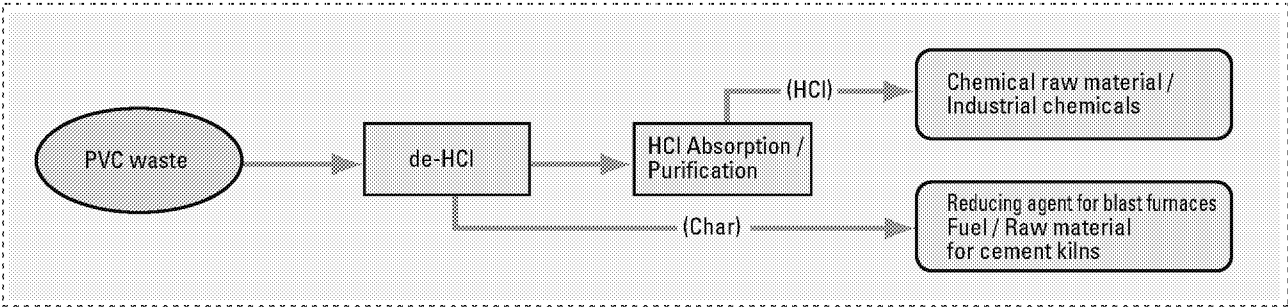 PVC waste
de-HCl
HCl Absorption /
Purification
(HCl)
Chemical raw material /
Industrial chemicals
(Char)
Reducing agent for blast furnaces
Fuel / Raw material
for cement kilns